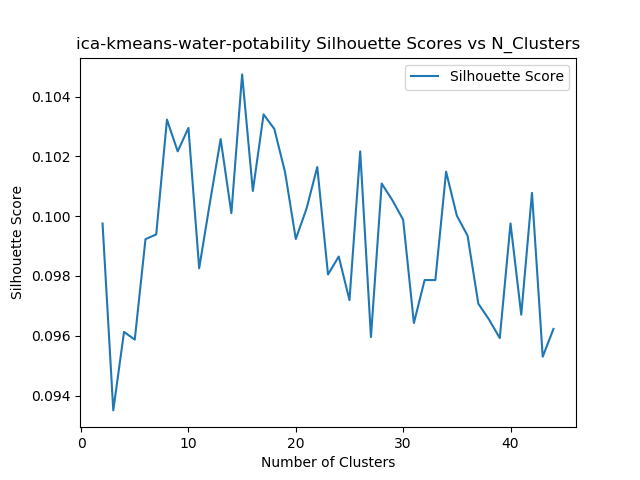 ica-kmeans-water-potability Silhouette Scores vs N_Clusters
Silhouette Score
0.104
0.102
0.100
0.098
0.096
0.094
Silhouette Score
0 10 20 30 40
Number of Clusters